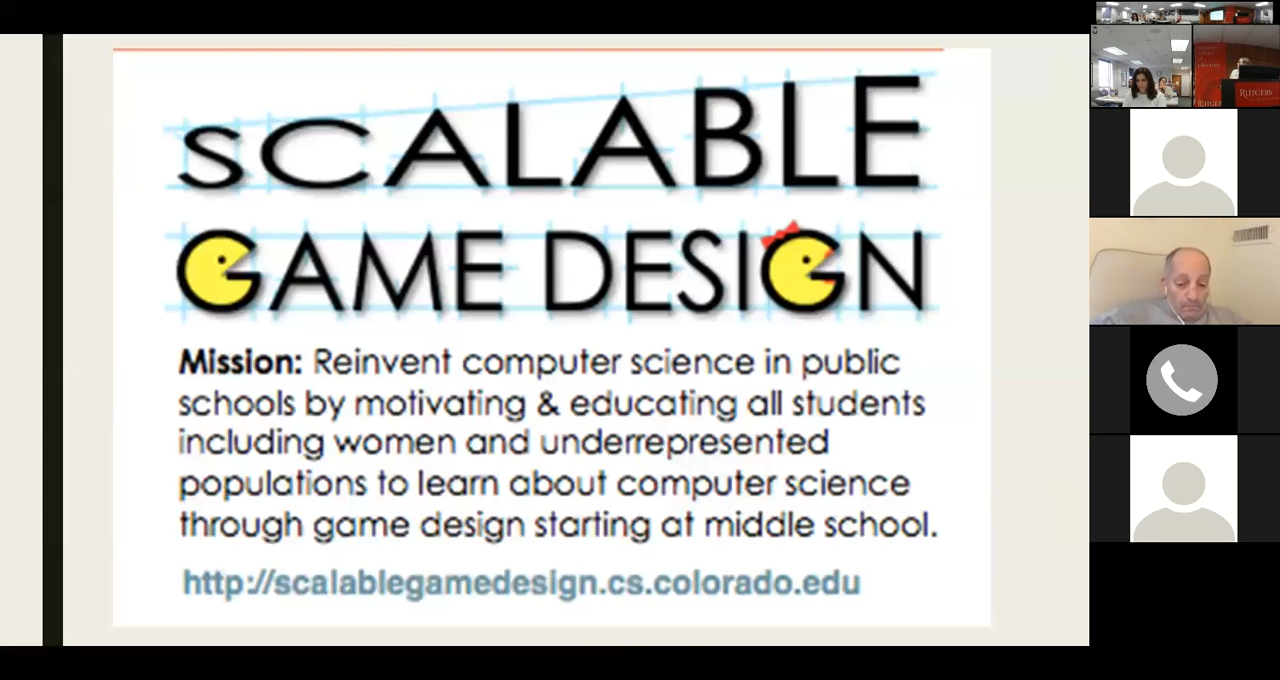 SCALABLE
GAME DESIGN
Mission: Reinvent computer science in public
schools by motivating & educating all students
including women and underrepresented
populations to learn about computer science
through game design starting at middle school.
http://scalablegamedesign.cs.colorado.edu
RUTGERS